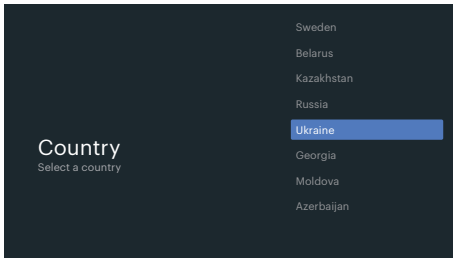 Country
Select a country
Sweden
Belarus
Kazakhstan
Russia
Ukraine
Georgia
Moldova
Azerbaijan